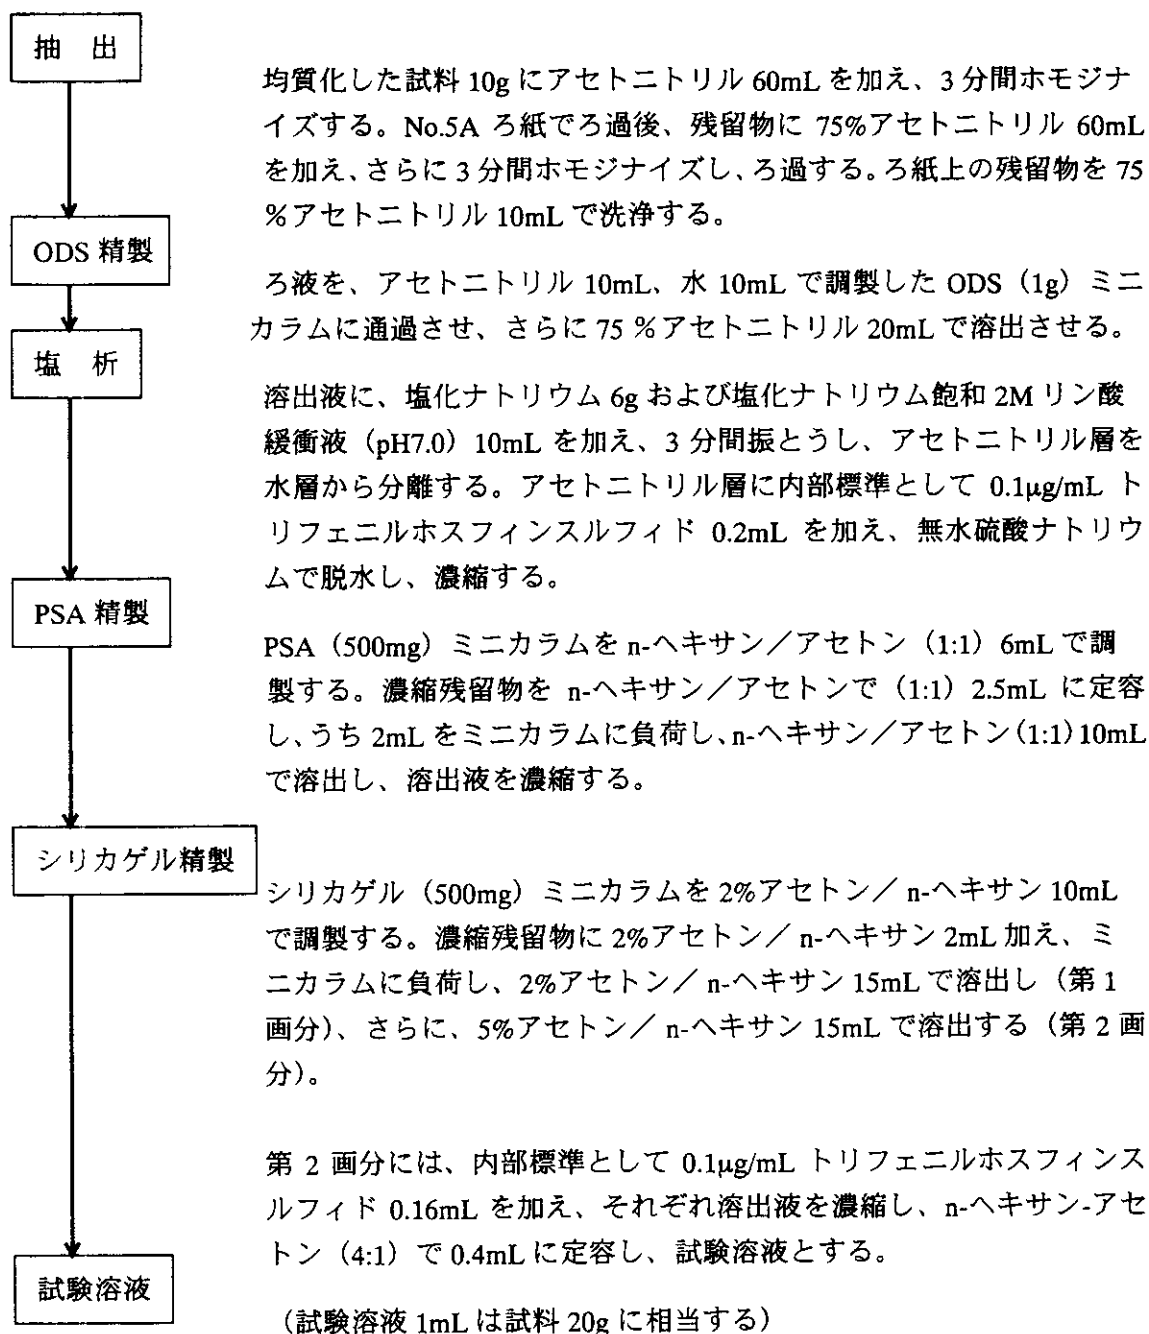 抽 出
均質化した試料 10g にアセトニトリル 60mL を加え、3 分間ホモジナ
イズする。No.5A ろ紙でろ過後、残留物に 75%アセトニトリル 60mL
を加え、さらに 3 分間ホモジナイズし、ろ過する。ろ紙上の残留物を 75
%アセトニトリル 10mL で洗浄する。
ODS 精製
ろ液を、アセトニトリル 10mL、水 10mL で調製した ODS（1g）ミニ
カラムに通過させ、さらに 75 %アセトニトリル 20mL で溶出させる。
塩 析
溶出液に、塩化ナトリウム 6g および塩化ナトリウム飽和 2M リン酸
緩衝液（pH7.0）10mL を加え、3 分間振とうし、アセトニトリル層を
水層から分離する。アセトニトリル層に内部標準として 0.1μg/mL ト
リフェニルホスフィンスルフィド 0.2mL を加え、無水硫酸ナトリウ
ムで脱水し、濃縮する。
PSA 精製
PSA（500mg）ミニカラムを n-ヘキサン／アセトン（1:1）6mL で調
製する。濃縮残留物を n-ヘキサン／アセトンで（1:1）2.5mL に定容
し、うち 2mL をミニカラムに負荷し、n-ヘキサン／アセトン（1:1）10mL
で溶出し、溶出液を濃縮する。
シリカゲル精製
シリカゲル（500mg）ミニカラムを 2%アセトン／ n-ヘキサン 10mL
で調製する。濃縮残留物に 2%アセトン／ n-ヘキサン 2mL 加え、ミ
ニカラムに負荷し、2%アセトン／ n-ヘキサン 15mL で溶出し（第 1
画分）、さらに、5%アセトン／ n-ヘキサン 15mL で溶出する（第 2 画
分）。
第 2 画分には、内部標準として 0.1μg/mL トリフェニルホスフィンス
ルフィド 0.16mL を加え、それぞれ溶出液を濃縮し、n-ヘキサン-アセ
トン（4:1）で 0.4mL に定容し、試験溶液とする。
試験溶液
（試験溶液 1mL は試料 20g に相当する）